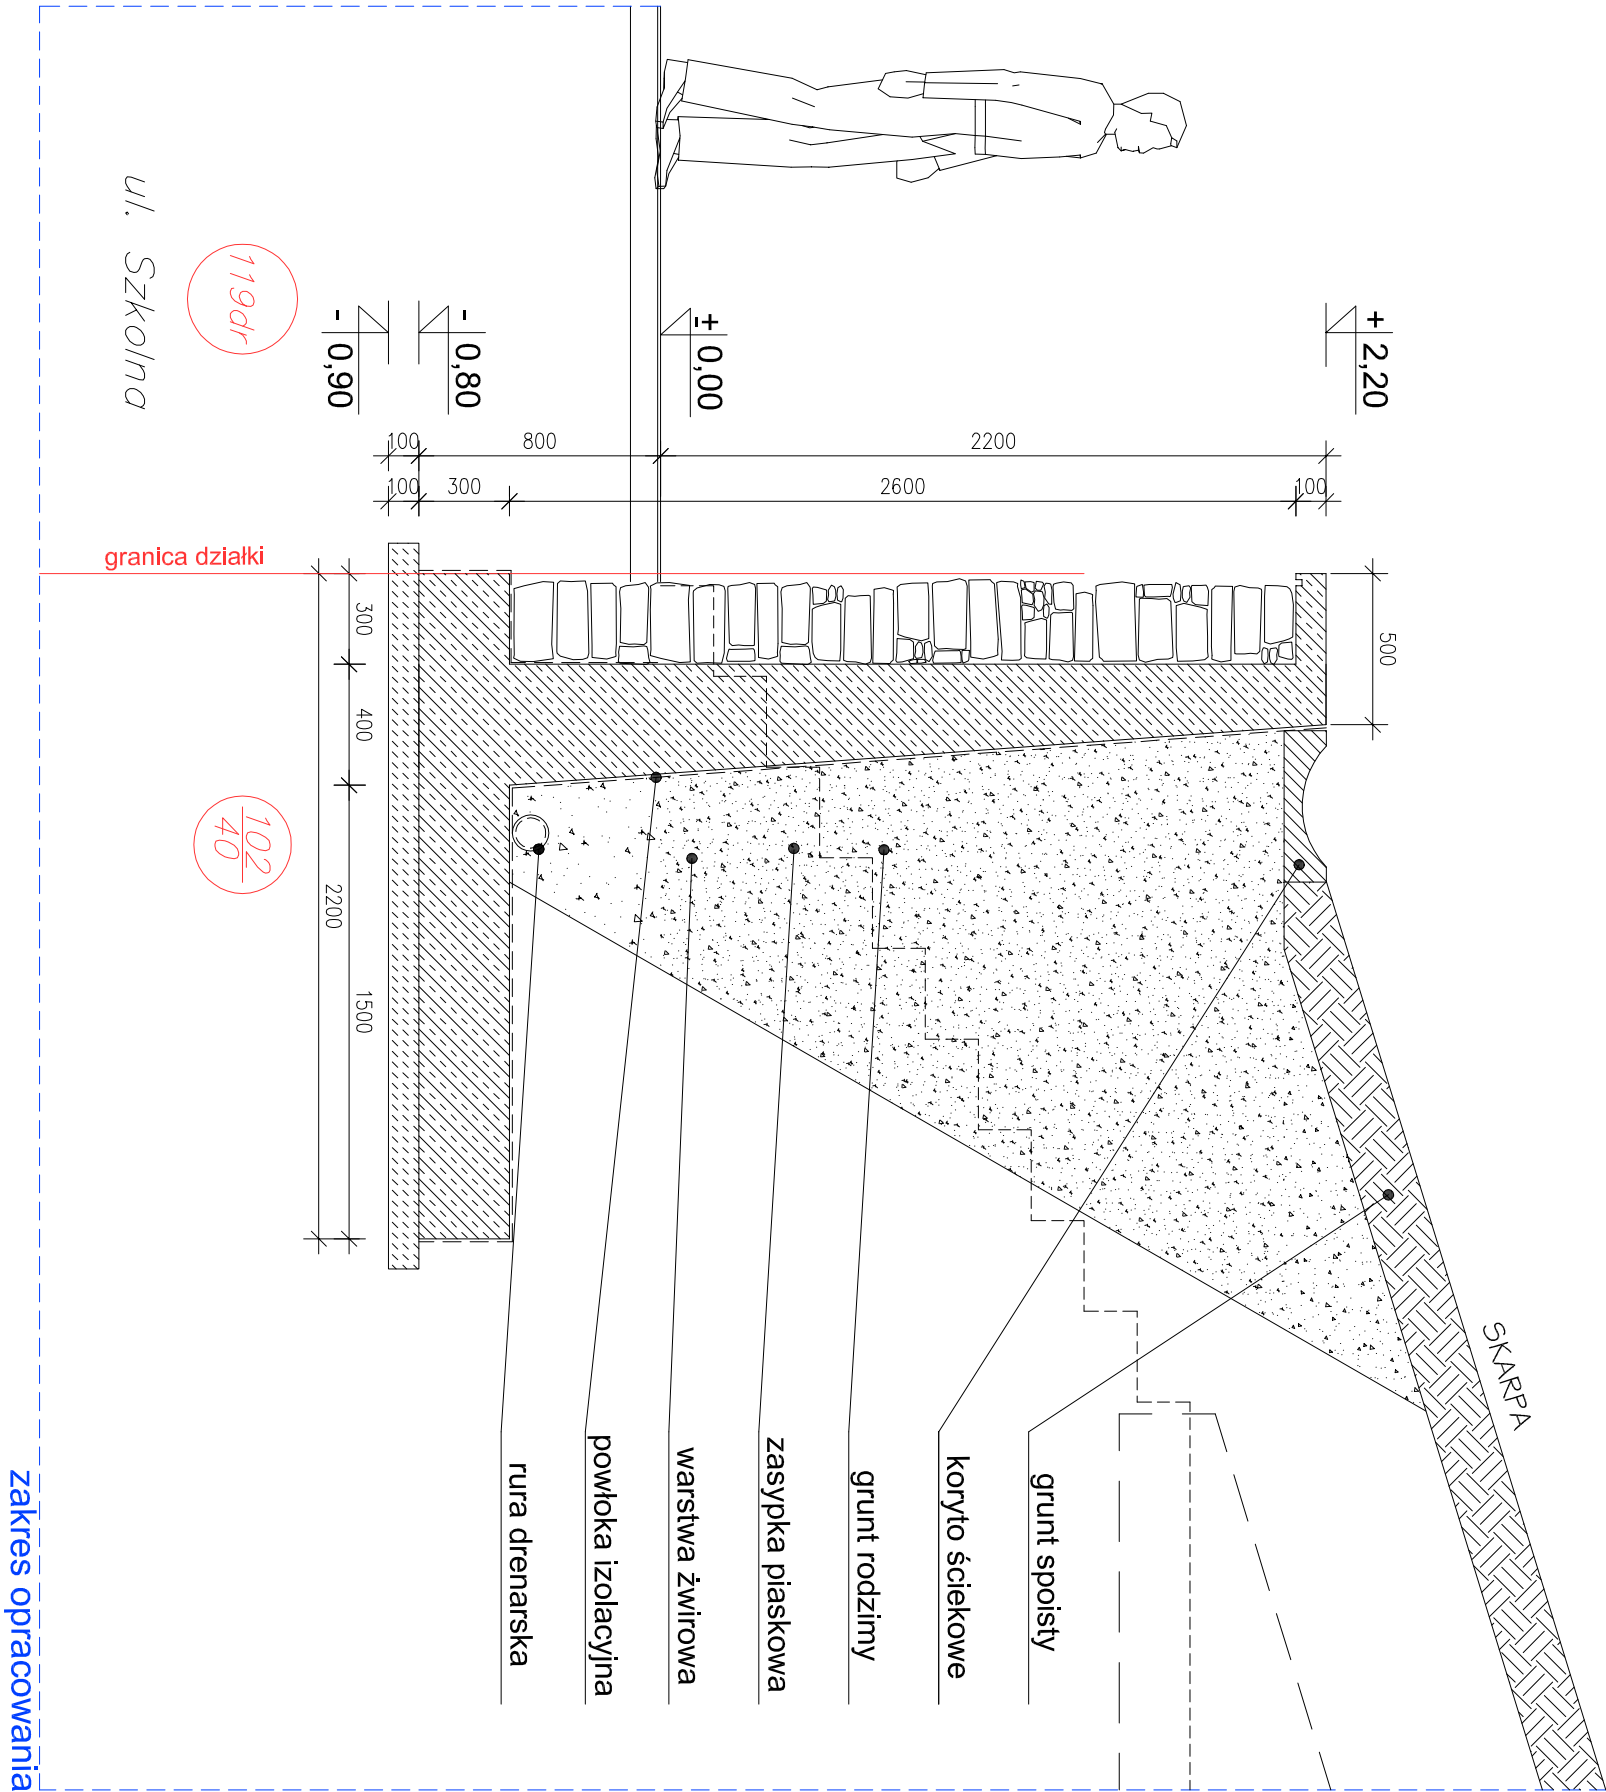 ul. Szkolna
119dr
- 0,90
- 0,80
± 0,00
+ 2,20
100
800
2200
100
300
2600
100
granica działki
300
400
1500
2200
500
102
40
SKARPA
rura drenarska
powłoka izolacyjna
warstwa żwirowa
zasypka piaskowa
grunt rodzimy
koryto ściekowe
grunt spoisty
zakres opracowania